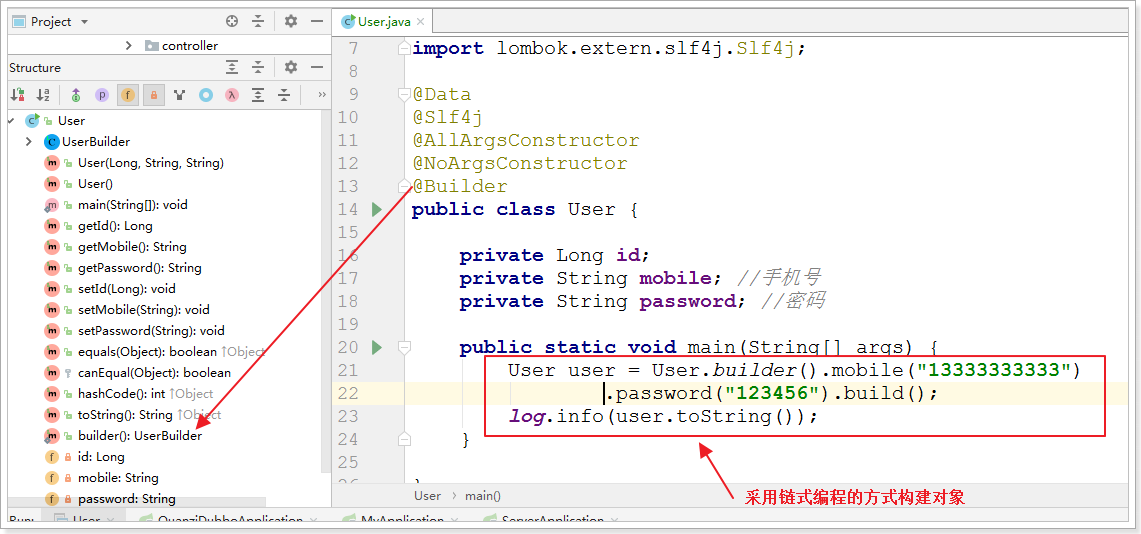 Project
User.java
controller
Structure
User
UserBuilder
User(Long, String, String)
User()
main(String[]): void
getId(): Long
getMobile(): String
getPassword(): String
setId(Long): void
setMobile(String): void
setPassword(String): void
equals(Object): boolean ↑Object
canEqual(Object): boolean
hashCode(): int ↑Object
toString(): String ↑Object
builder(): UserBuilder
id: Long
mobile: String
password: String
7 import lombok.extern.slf4j.Slf4j;
8
9 @Data
10 @Slf4j
11 @AllArgsConstructor
12 @NoArgsConstructor
13 @Builder
14 public class User {
15
16 private Long id;
17 private String mobile; //手机号
18 private String password; //密码
19
20 public static void main(String[] args) {
21 User user = User.builder().mobile("13333333333")
22 .password("123456").build();
23 log.info(user.toString());
24 }
25
26 }
User › main()
采用链式编程的方式构建对象
Run: User QuanziDubboApplication MyApplication ServerApplication